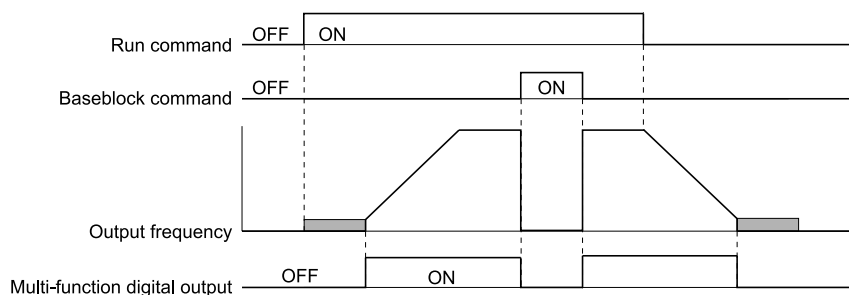 Run command OFF ON
Baseblock command OFF ON
Output frequency
Multi-function digital output OFF ON